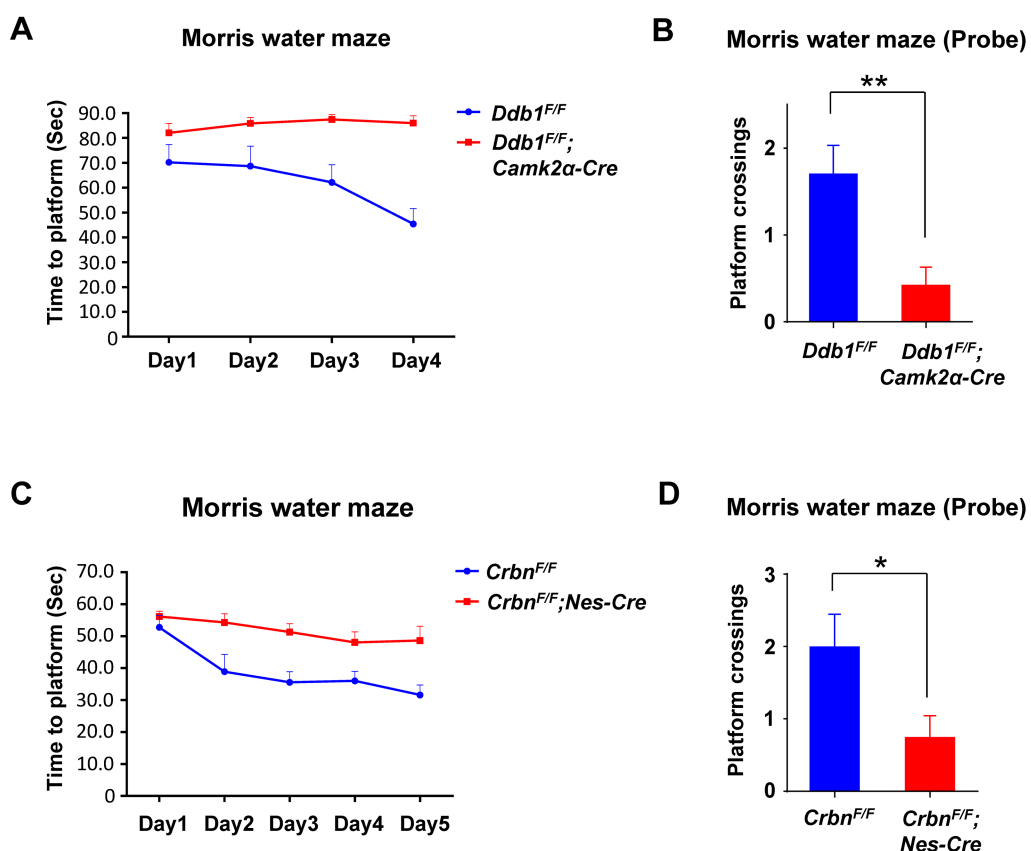 A
Morris water maze
Time to platform (Sec)
90.0
80.0
70.0
60.0
50.0
40.0
30.0
20.0
10.0
0
Day1 Day2 Day3 Day4
Ddb1F/F
Ddb1F/F;
Camk2α-Cre
B
Morris water maze (Probe)
**
Platform crossings
2
1
0
Ddb1F/F
Ddb1F/F;
Camk2α-Cre
C
Morris water maze
Time to platform (Sec)
70.0
60.0
50.0
40.0
30.0
20.0
10.0
0
Day1 Day2 Day3 Day4 Day5
CrbnF/F
CrbnF/F;Nes-Cre
D
Morris water maze (Probe)
*
Platform crossings
3
2
1
0
CrbnF/F
CrbnF/F;
Nes-Cre